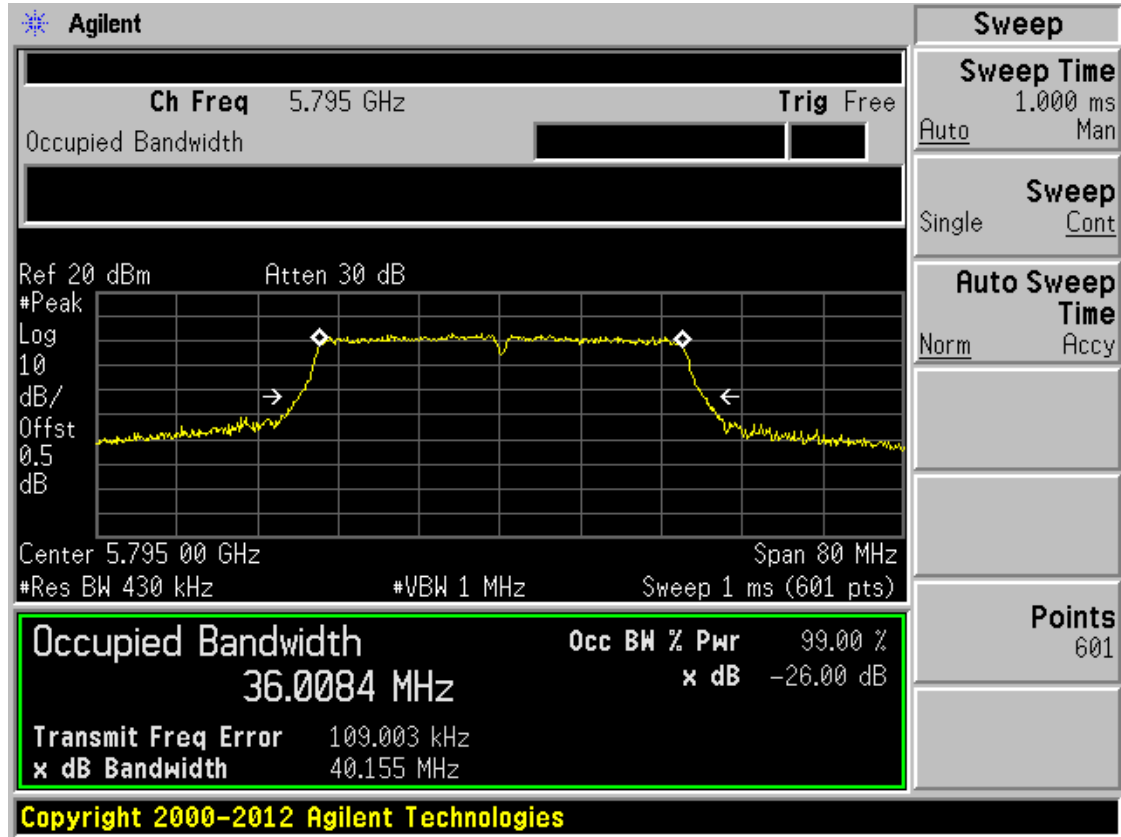 Agilent
Ch Freq 5.795 GHz Trig Free
Occupied Bandwidth
Ref 20 dBm Atten 30 dB
#Peak
Log
10
dB/
Offst
0.5
dB
Center 5.795 00 GHz Span 80 MHz
#Res BW 430 kHz #VBW 1 MHz Sweep 1 ms (601 pts)
Occupied Bandwidth Occ BW % Pwr 99.00 %
36.0084 MHz x dB -26.00 dB
Transmit Freq Error 109.003 kHz
x dB Bandwidth 40.155 MHz
Copyright 2000-2012 Agilent Technologies
Sweep
Sweep Time
1.000 ms
Auto Man
Sweep
Single Cont
Auto Sweep
Time
Norm Accy
Points
601